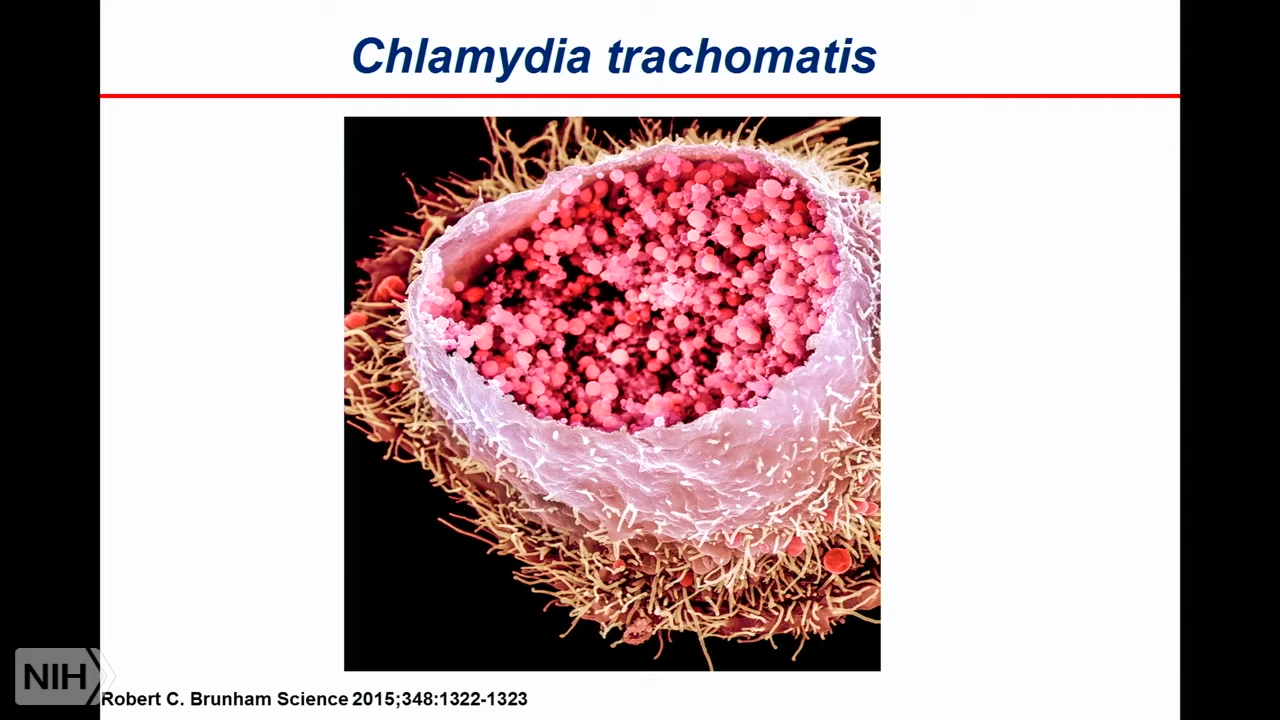 Chlamydia trachomatis
NIH
Robert C. Brunham Science 2015;348:1322-1323